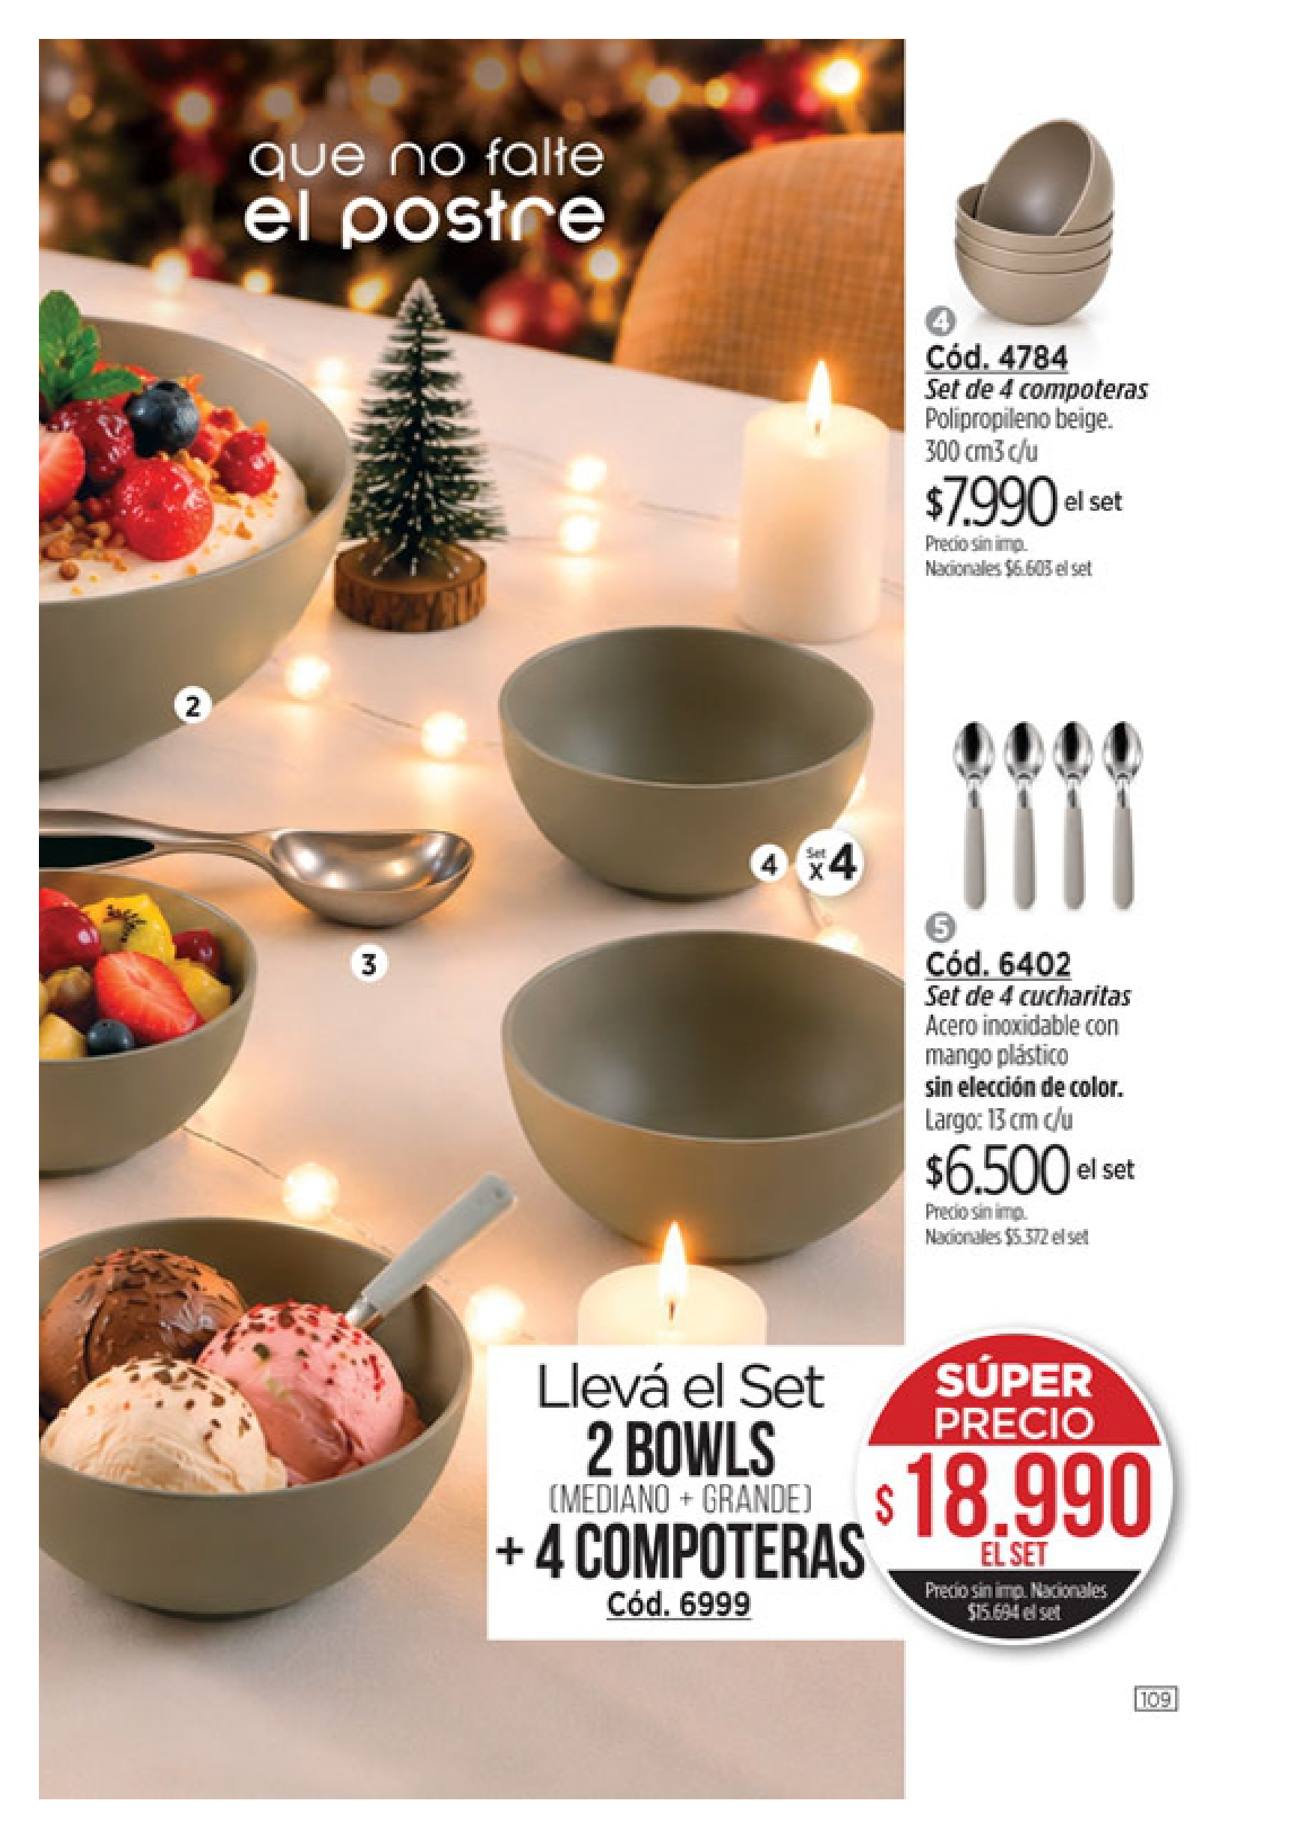 que no falte
el postre
2
3
4
Set
x4
4
Cód. 4784
Set de 4 compoteras
Polipropileno beige.
300 cm3 c/u
$7.990 el set
Precio sin imp.
Nacionales $6.603 el set
5
Cód. 6402
Set de 4 cucharitas
Acero inoxidable con
mango plástico
sin elección de color.
Largo: 13 cm c/u
$6.500 el set
Precio sin imp.
Nacionales $5.372 el set
Llevá el Set
2 BOWLS
(MEDIANO + GRANDE)
+ 4 COMPOTERAS
Cód. 6999
SÚPER
PRECIO
$18.990
EL SET
Precio sin imp. Nacionales
$15.694 el set
109